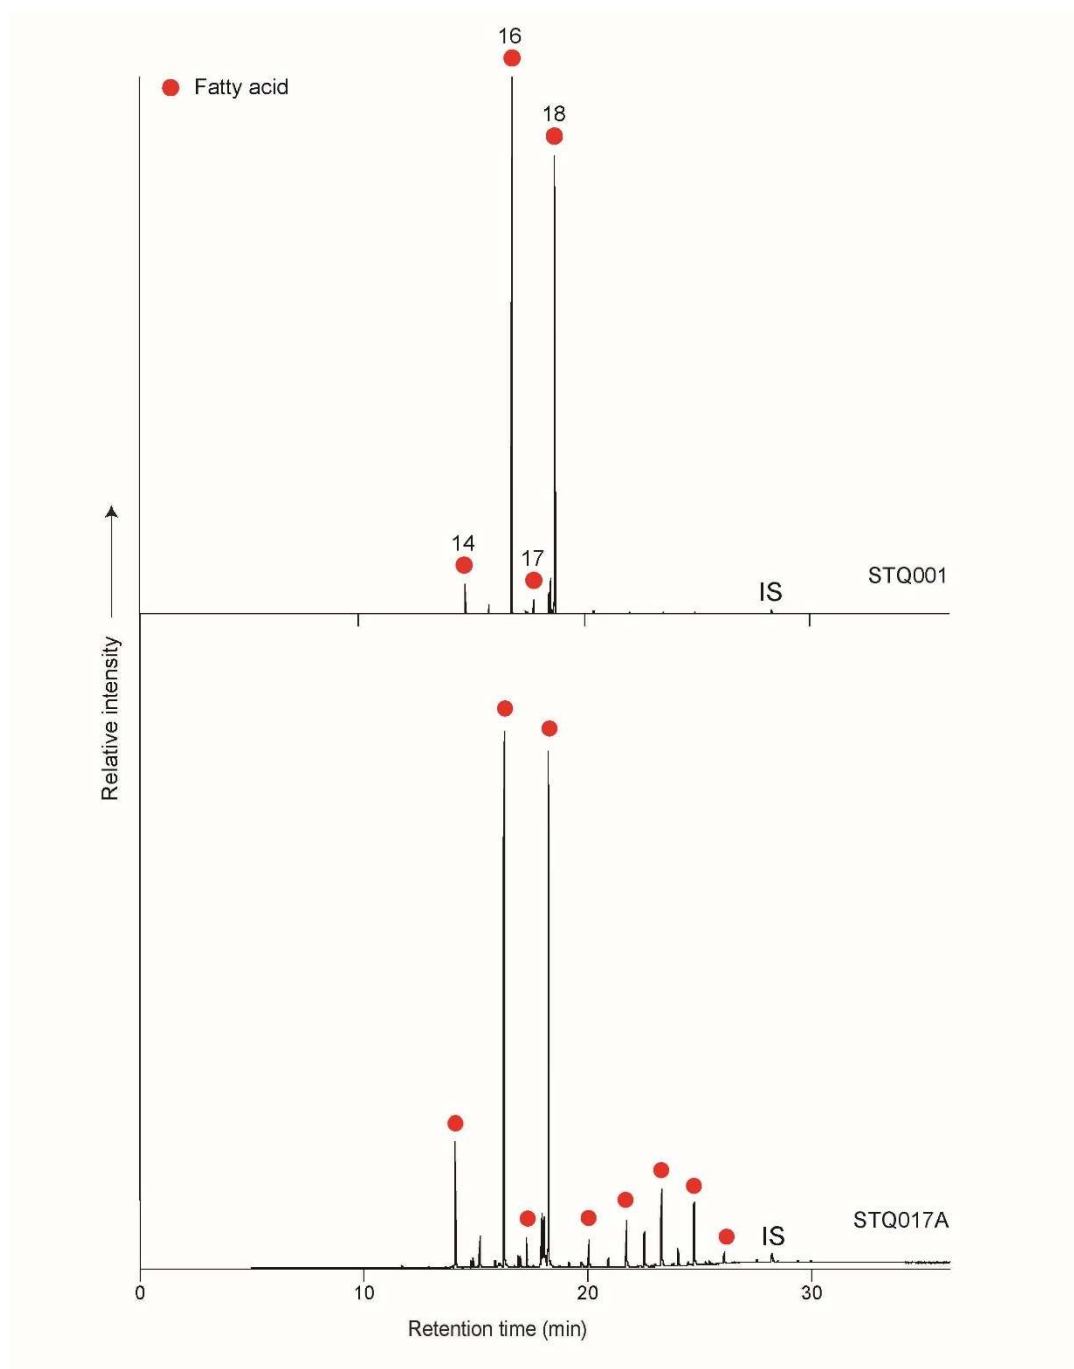 16
Fatty acid
18
14
17
STQ001
IS
Relative intensity
STQ017A
IS
0
10
20
30
Retention time (min)